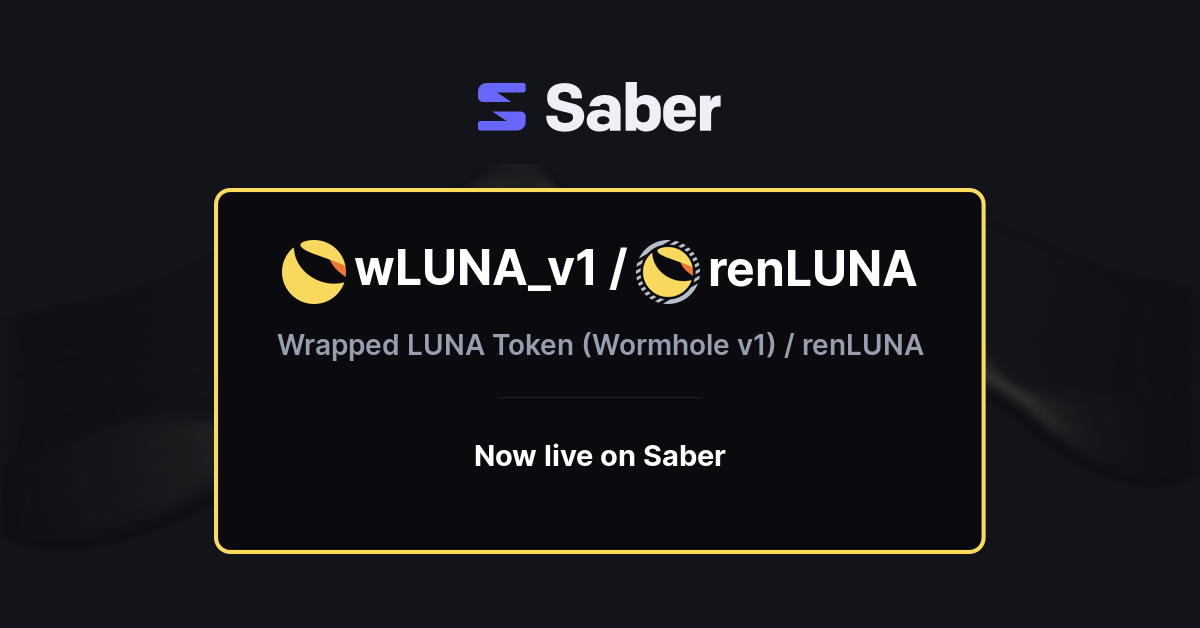 Saber
wLUNA_v1 / renLUNA
Wrapped LUNA Token (Wormhole v1) / renLUNA
Now live on Saber